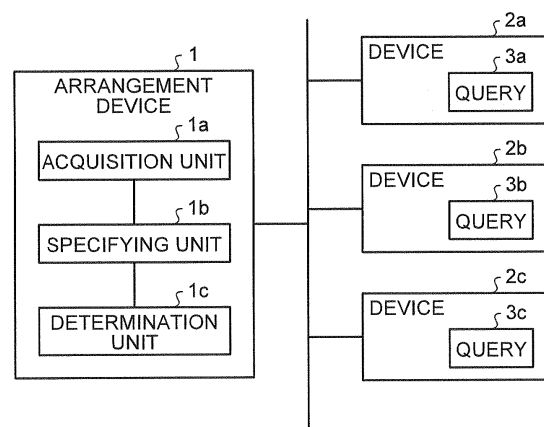 1
ARRANGEMENT
DEVICE
1a
ACQUISITION UNIT
1b
SPECIFYING UNIT
1c
DETERMINATION
UNIT
2a
DEVICE
3a
QUERY
2b
DEVICE
3b
QUERY
2c
DEVICE
3c
QUERY